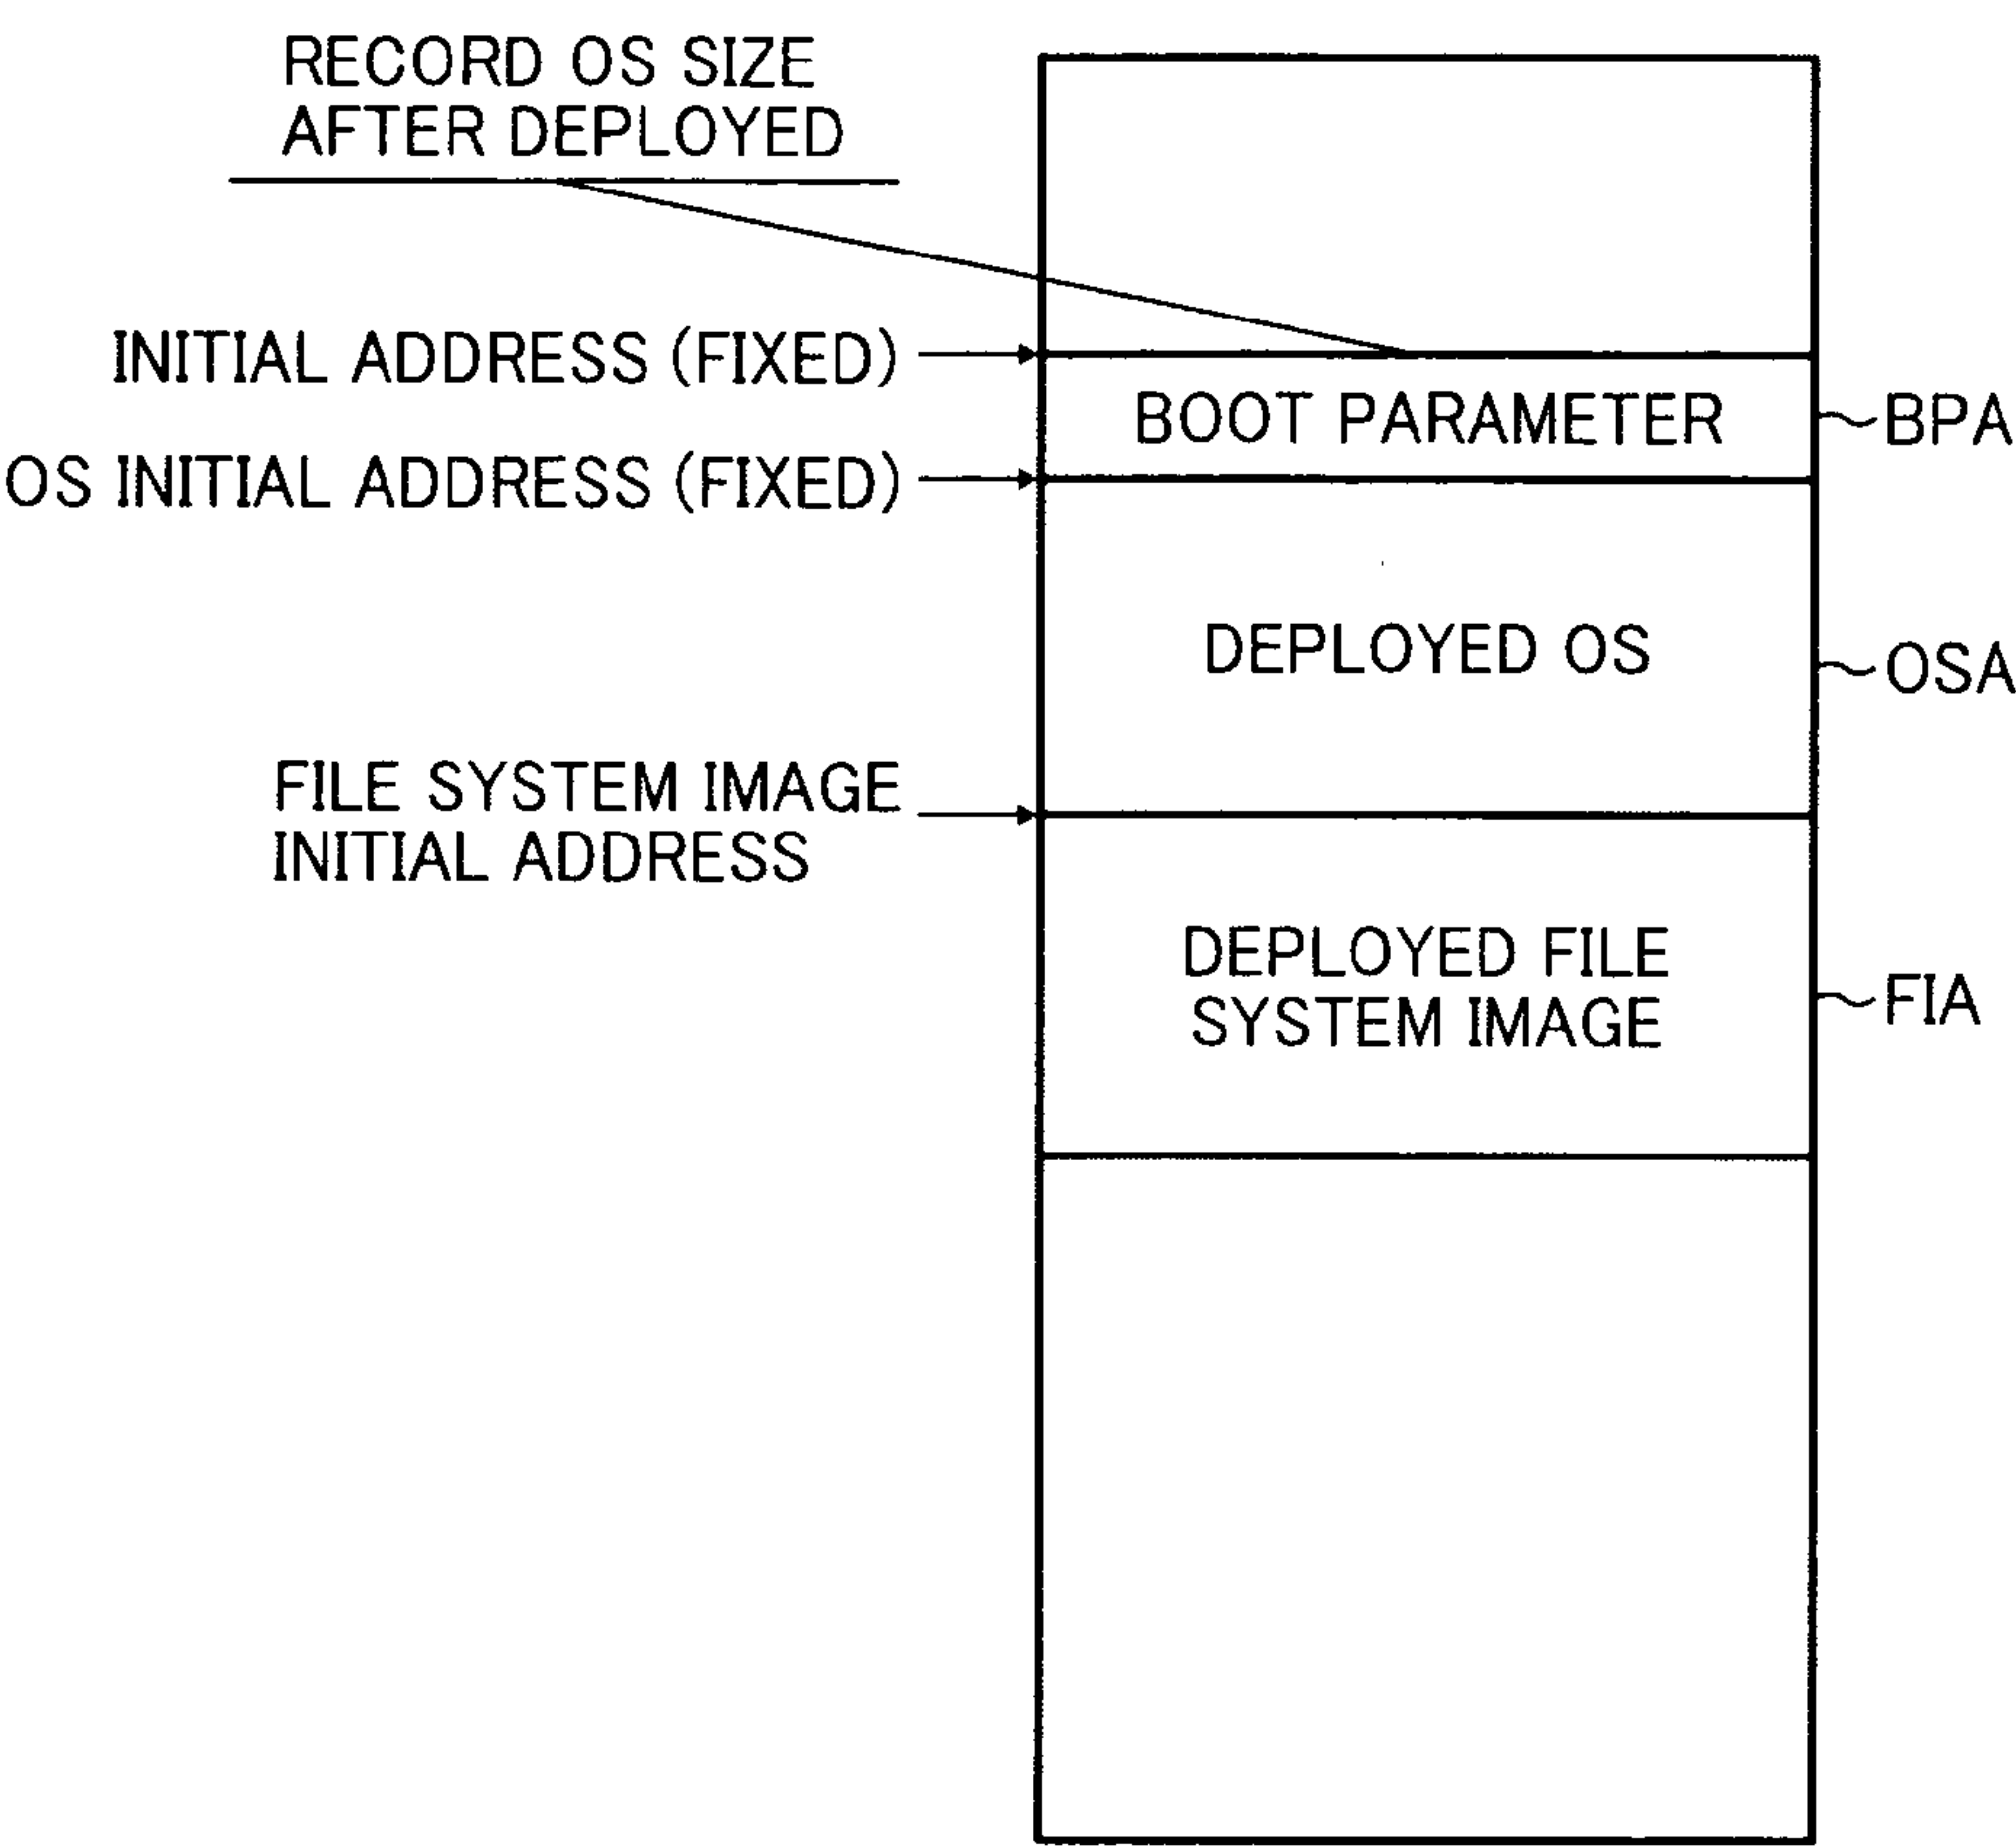 RECORD OS SIZE
AFTER DEPLOYED
INITIAL ADDRESS (FIXED)
BOOT PARAMETER
BPA
OS INITIAL ADDRESS (FIXED)
DEPLOYED OS
OSA
FILE SYSTEM IMAGE
INITIAL ADDRESS
DEPLOYED FILE
SYSTEM IMAGE
FIA